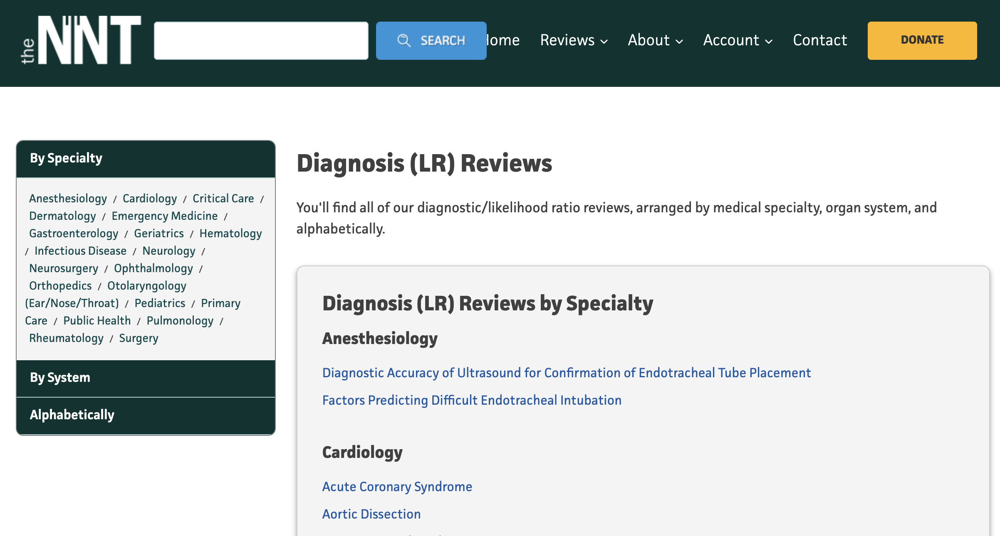 the NNT
SEARCH
Home Reviews About Account Contact
DONATE
By Specialty
Anesthesiology / Cardiology / Critical Care /
Dermatology / Emergency Medicine /
Gastroenterology / Geriatrics / Hematology
/ Infectious Disease / Neurology /
Neurosurgery / Ophthalmology /
Orthopedics / Otolaryngology
(Ear/Nose/Throat) / Pediatrics / Primary
Care / Public Health / Pulmonology /
Rheumatology / Surgery
By System
Alphabetically
Diagnosis (LR) Reviews
You'll find all of our diagnostic/likelihood ratio reviews, arranged by medical specialty, organ system, and
alphabetically.
Diagnosis (LR) Reviews by Specialty
Anesthesiology
Diagnostic Accuracy of Ultrasound for Confirmation of Endotracheal Tube Placement
Factors Predicting Difficult Endotracheal Intubation
Cardiology
Acute Coronary Syndrome
Aortic Dissection